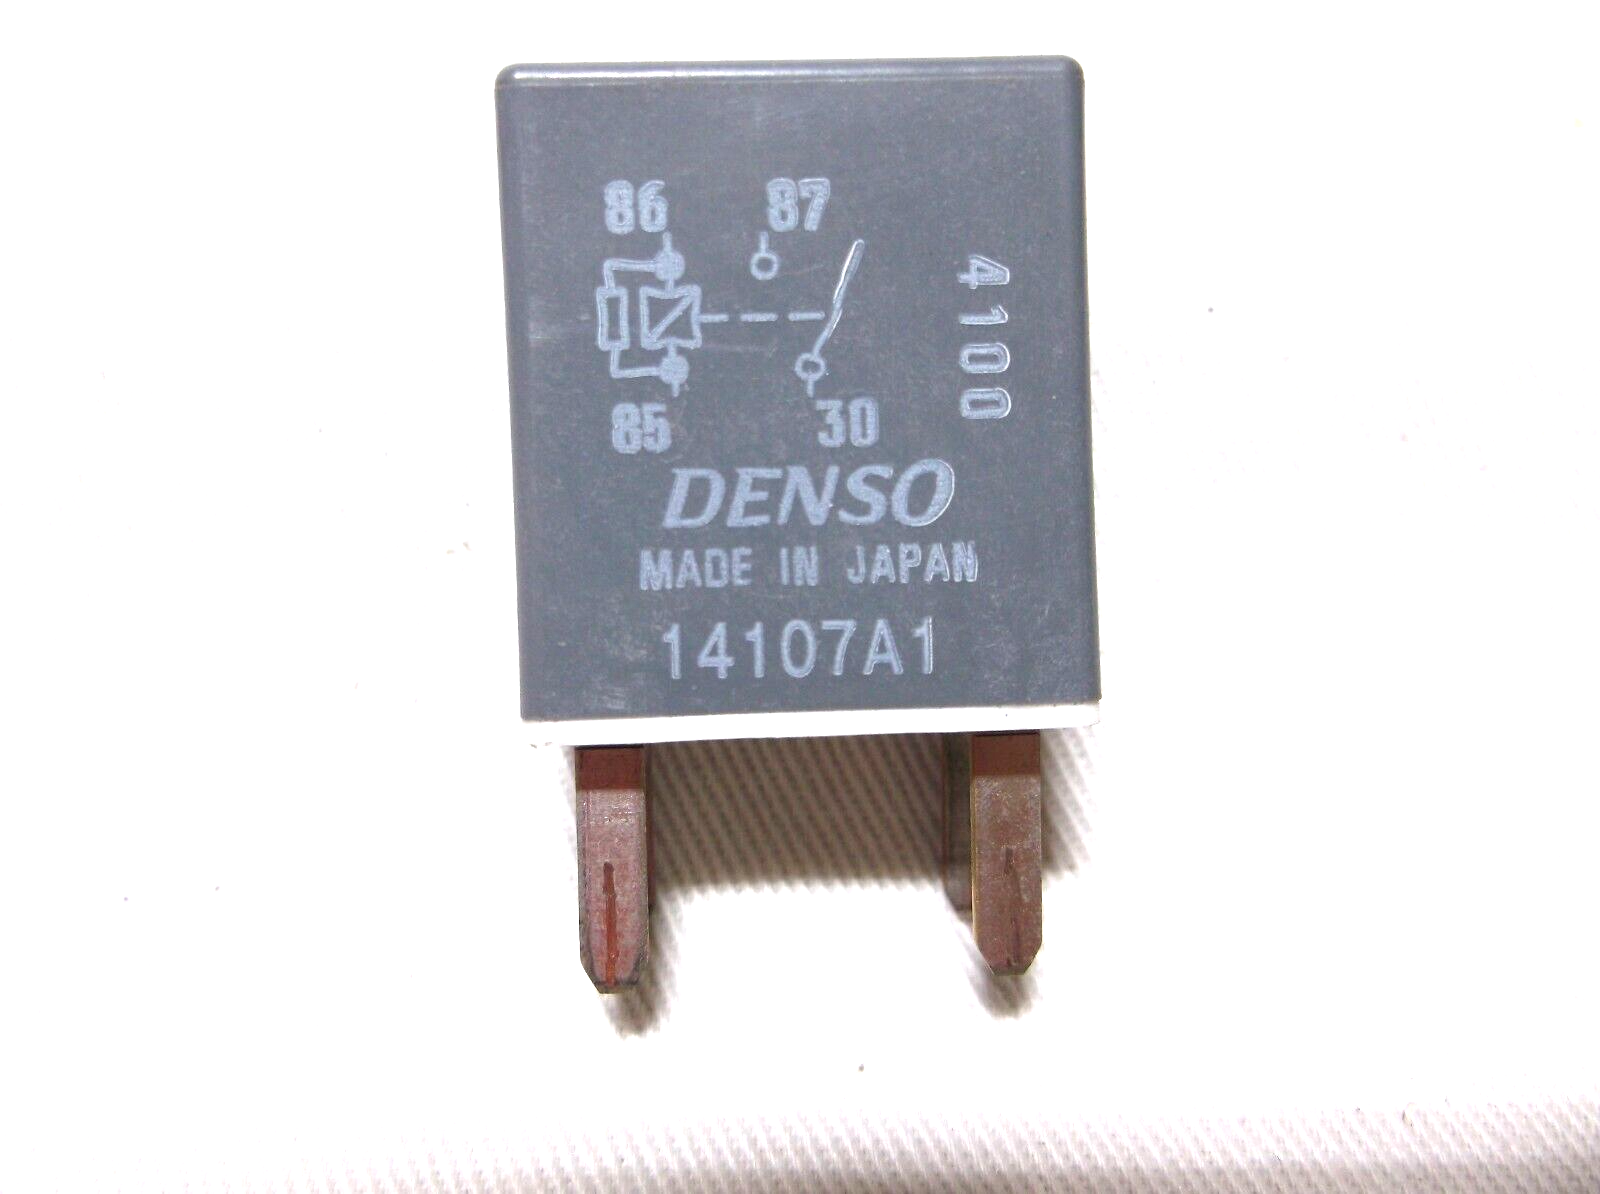 86 87
4100
85 30
DENSO
MADE IN JAPAN
14107A1